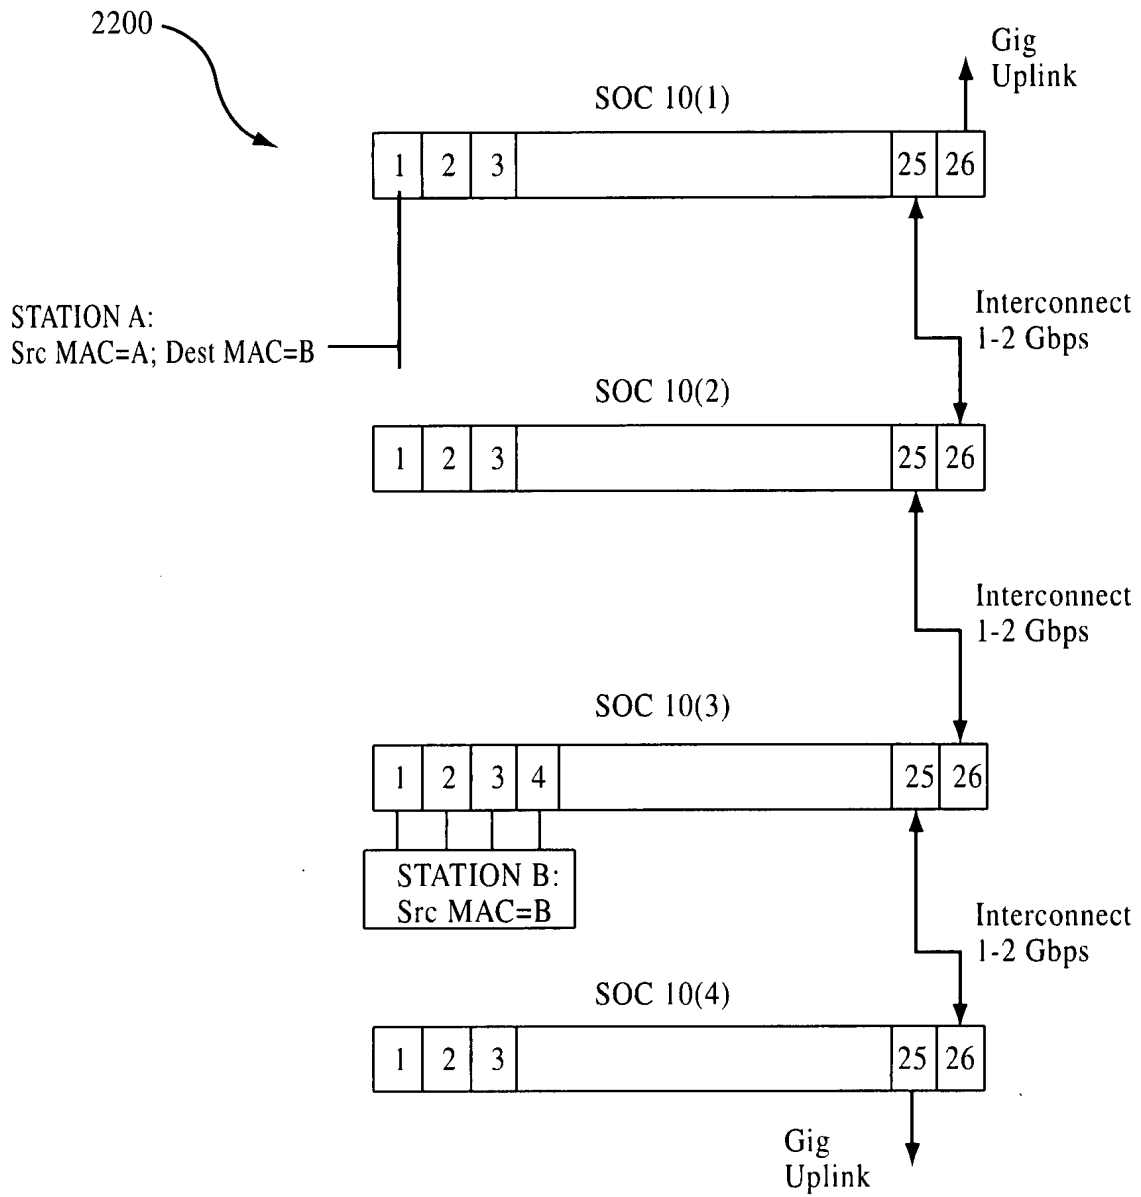 2200
Gig
Uplink
SOC 10(1)
1 2 3 25 26
STATION A:
Src MAC=A; Dest MAC=B
Interconnect
1-2 Gbps
SOC 10(2)
1 2 3 25 26
Interconnect
1-2 Gbps
SOC 10(3)
1 2 3 4 25 26
STATION B:
Src MAC=B
Interconnect
1-2 Gbps
SOC 10(4)
1 2 3 25 26
Gig
Uplink